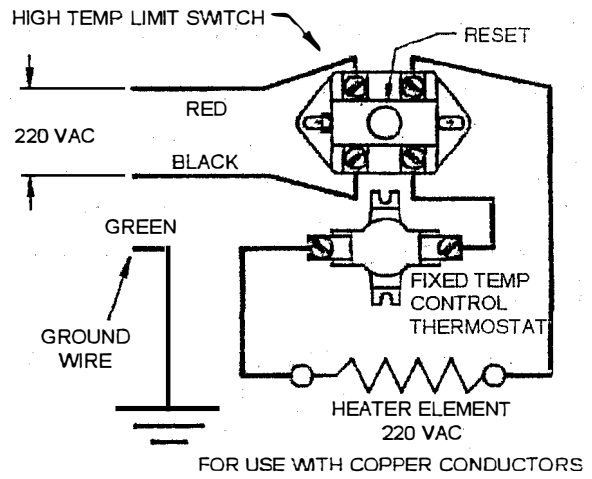 HIGH TEMP LIMIT SWITCH
RESET
RED
220 VAC
BLACK
GREEN
FIXED TEMP
CONTROL
THERMOSTAT
GROUND
WIRE
HEATER ELEMENT
220 VAC
FOR USE WITH COPPER CONDUCTORS